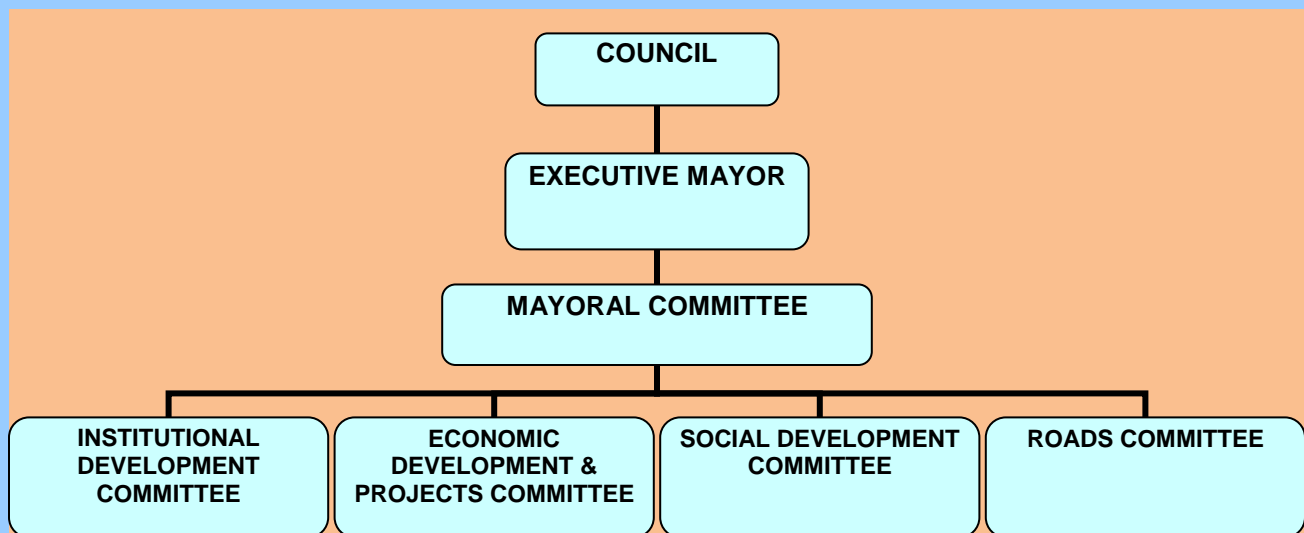 COUNCIL
EXECUTIVE MAYOR
MAYORAL COMMITTEE
INSTITUTIONAL
DEVELOPMENT
COMMITTEE
ECONOMIC
DEVELOPMENT &
PROJECTS COMMITTEE
SOCIAL DEVELOPMENT
COMMITTEE
ROADS COMMITTEE